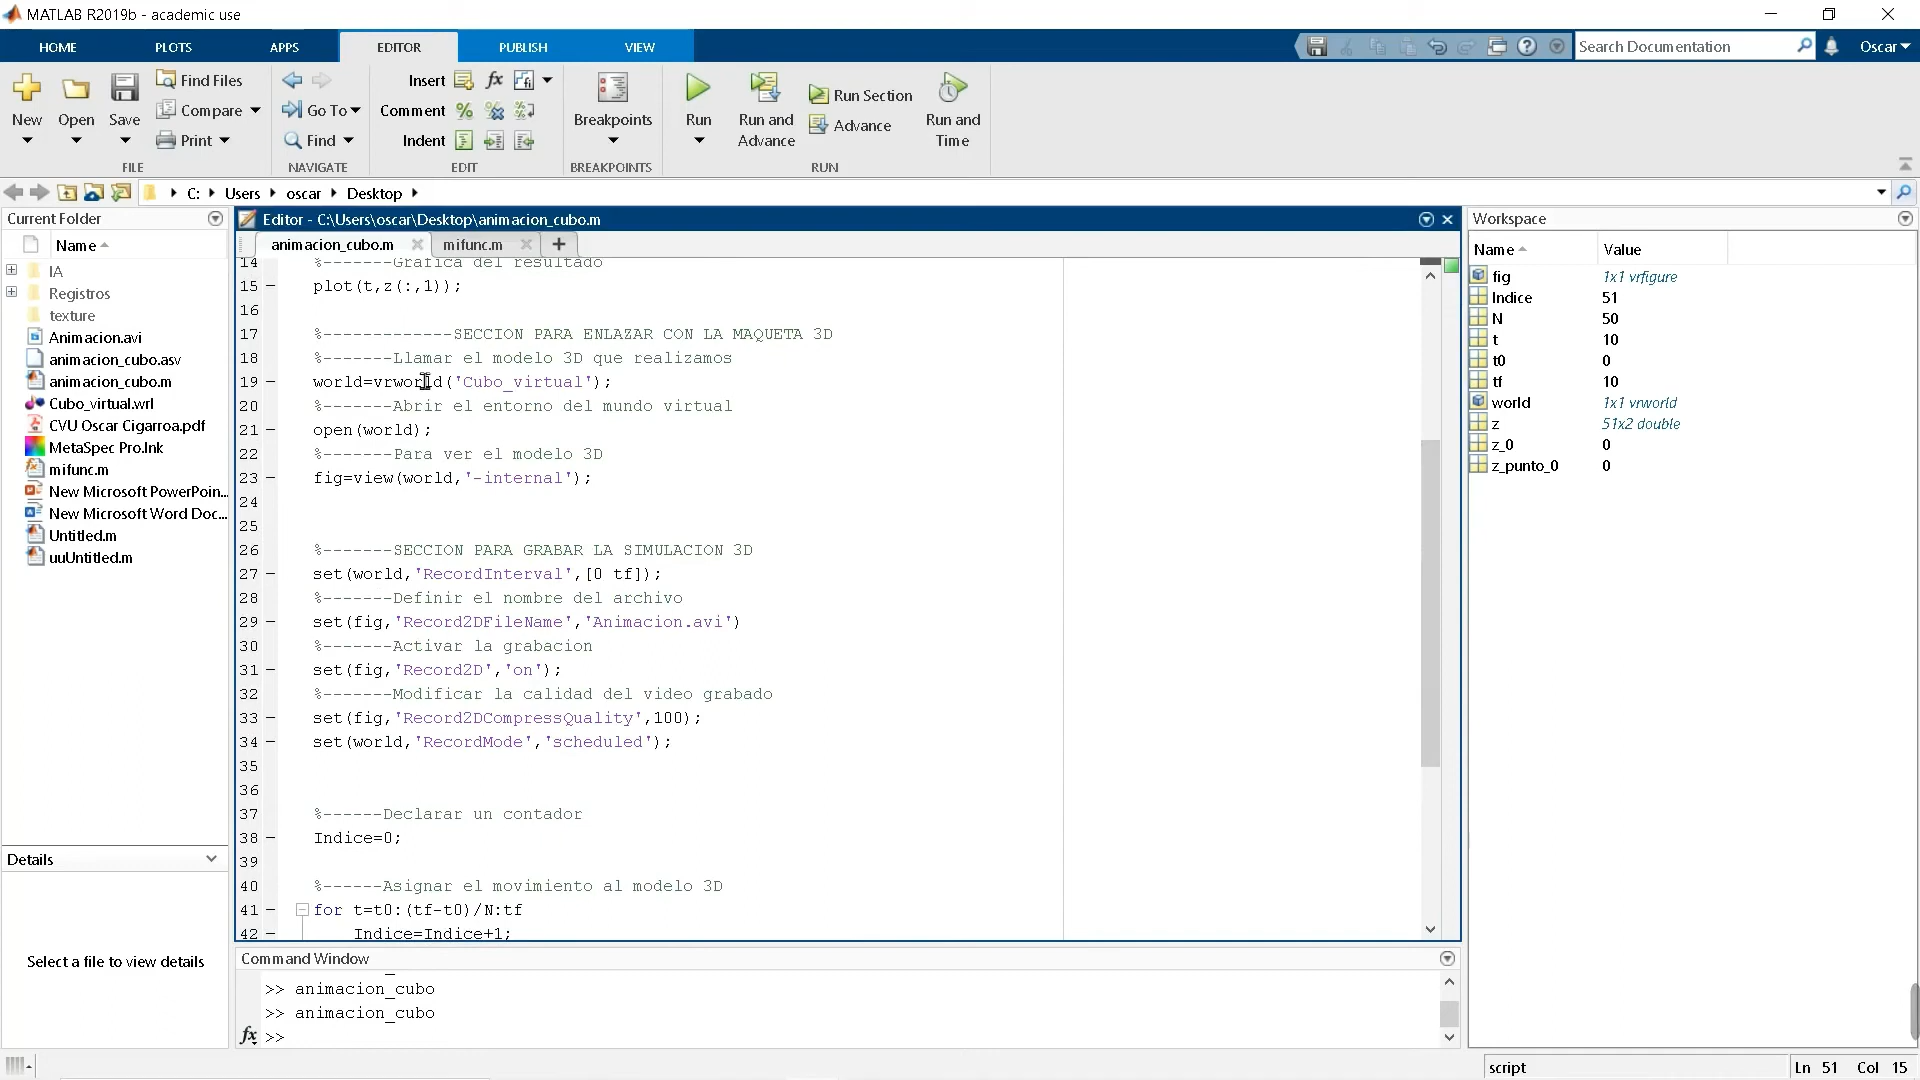 MATLAB R2019b - academic use
HOME PLOTS APPS EDITOR PUBLISH VIEW Search Documentation Oscar
New Open Save Find Files Compare Print
Go To Find
Insert fx
Comment
Indent
Breakpoints Run Run and Advance Run Section Advance Run and Time
FILE NAVIGATE EDIT BREAKPOINTS RUN
C: Users oscar Desktop
Current Folder
Name
IA
Registros
texture
Animacion.avi
animacion_cubo.asv
animacion_cubo.m
Cubo_virtual.wrl
CVU Oscar Cigarroa.pdf
MetaSpec Pro.lnk
mifunc.m
New Microsoft PowerPoin...
New Microsoft Word Doc...
Untitled.m
uuUntitled.m
Details
Select a file to view details
Editor - C:\Users\oscar\Desktop\animacion_cubo.m
animacion_cubo.m mifunc.m
14 %-------Grafica del resultado
15 plot(t,z(:,1));
16
17 %-------------SECCION PARA ENLAZAR CON LA MAQUETA 3D
18 %-------Llamar el modelo 3D que realizamos
19 world=vrworld('Cubo_virtual');
20 %-------Abrir el entorno del mundo virtual
21 open(world);
22 %-------Para ver el modelo 3D
23 fig=view(world,'-internal');
24
25
26 %-------SECCION PARA GRABAR LA SIMULACION 3D
27 set(world,'RecordInterval',[0 tf]);
28 %-------Definir el nombre del archivo
29 set(fig,'Record2DFileName','Animacion.avi')
30 %-------Activar la grabacion
31 set(fig,'Record2D','on');
32 %-------Modificar la calidad del video grabado
33 set(fig,'Record2DCompressQuality',100);
34 set(world,'RecordMode','scheduled');
35
36
37 %------Declarar un contador
38 Indice=0;
39
40 %------Asignar el movimiento al modelo 3D
41 for t=t0:(tf-t0)/N:tf
42 Indice=Indice+1;
Command Window
>> animacion_cubo
>> animacion_cubo
fx >>
Workspace
Name Value
fig 1x1 vrfigure
Indice 51
N 50
t 10
t0 0
tf 10
world 1x1 vrworld
z 51x2 double
z_0 0
z_punto_0 0
script Ln 51 Col 15